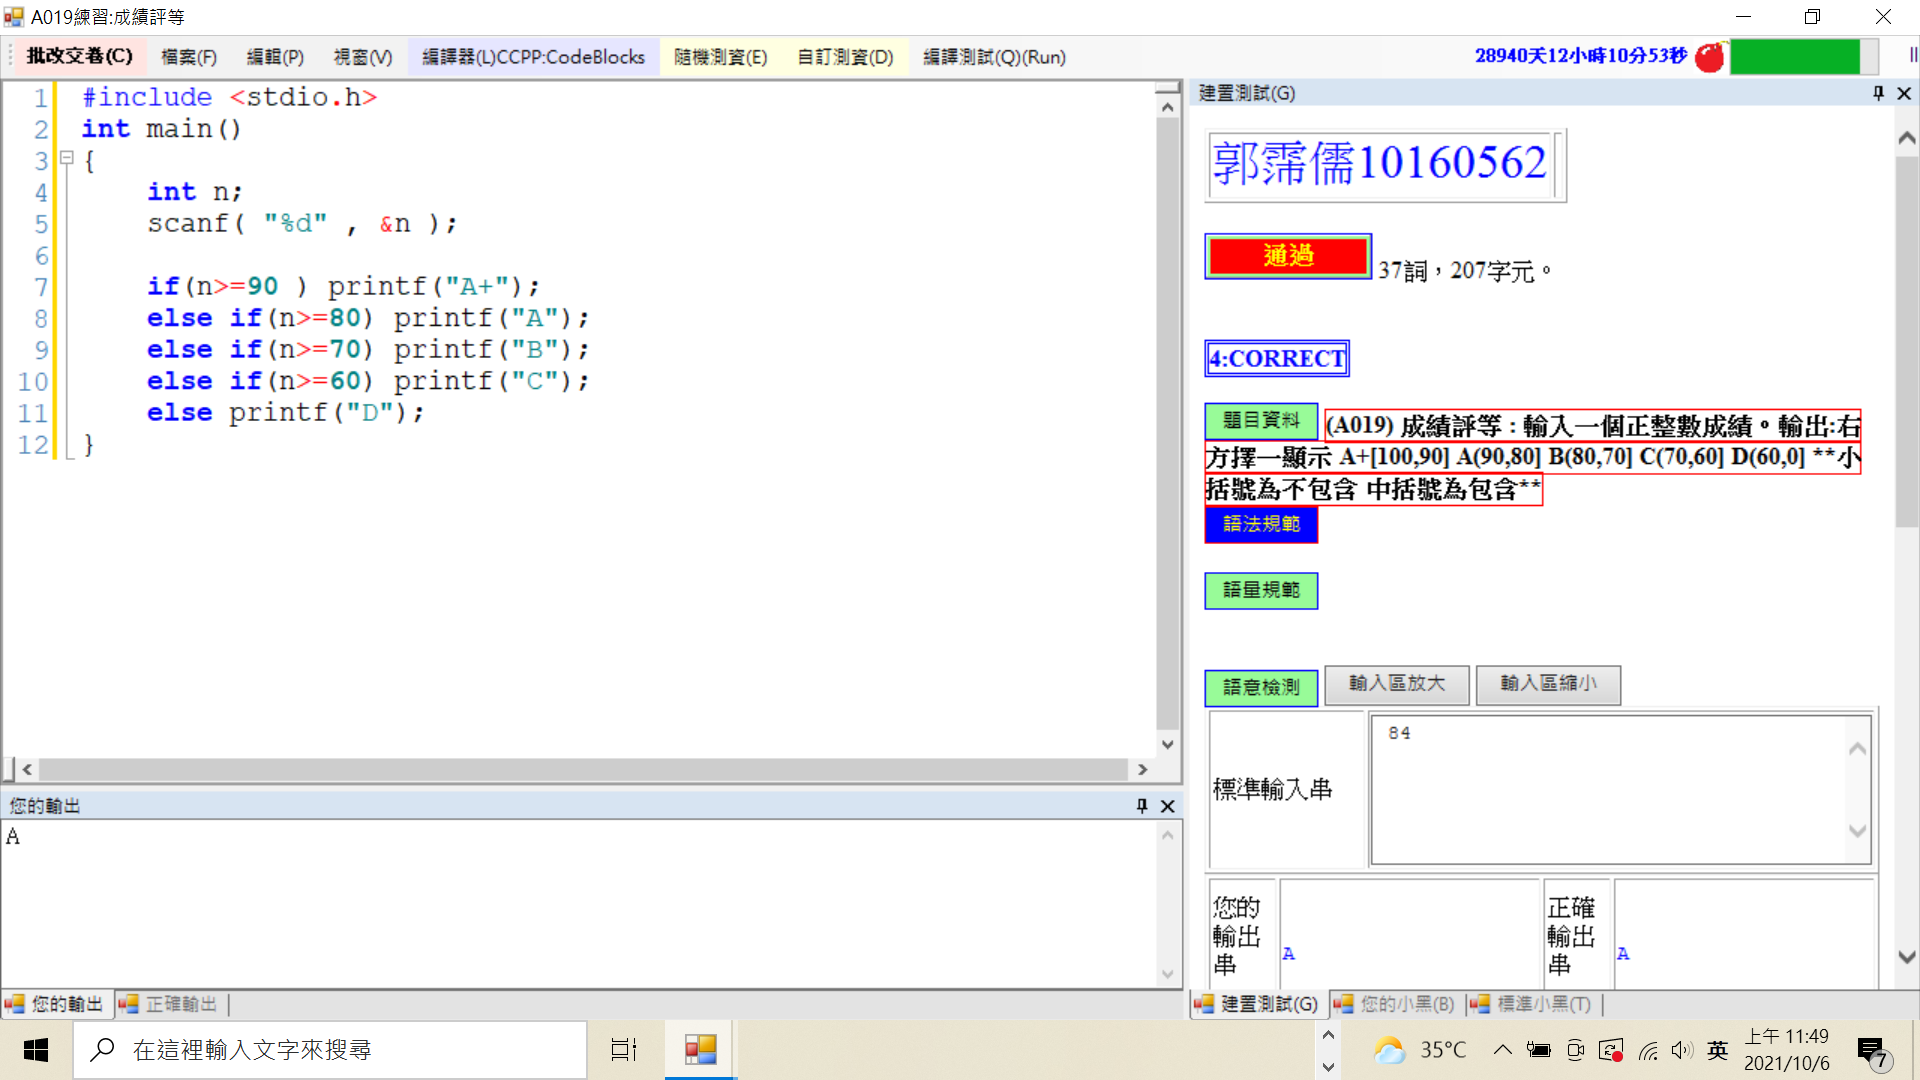 A019練習:成績評等
批改交卷(C) 檔案(F) 編輯(P) 視窗(V) 編譯器(L)CCPP:CodeBlocks 隨機測資(E) 自訂測資(D) 編譯測試(Q)(Run) 28940天12小時10分53秒
1 #include <stdio.h>
2 int main()
3 {
4 int n;
5 scanf( "%d" , &n );
6
7 if(n>=90 ) printf("A+");
8 else if(n>=80) printf("A");
9 else if(n>=70) printf("B");
10 else if(n>=60) printf("C");
11 else printf("D");
12 }
您的輸出
A
您的輸出 正確輸出
建置測試(G)
郭霈儒10160562
通過 37詞，207字元。
4:CORRECT
題目資料 (A019) 成績評等 : 輸入一個正整數成績。輸出:右
方擇一顯示 A+[100,90] A(90,80] B(80,70] C(70,60] D(60,0] **小
括號為不包含 中括號為包含**
語法規範
語量規範
語意檢測 輸入區放大 輸入區縮小
標準輸入串 84
您的輸出串 A 正確輸出串 A
建置測試(G) 您的小黑(B) 標準小黑(T)
在這裡輸入文字來搜尋 35°C 英 上午 11:49
2021/10/6 7